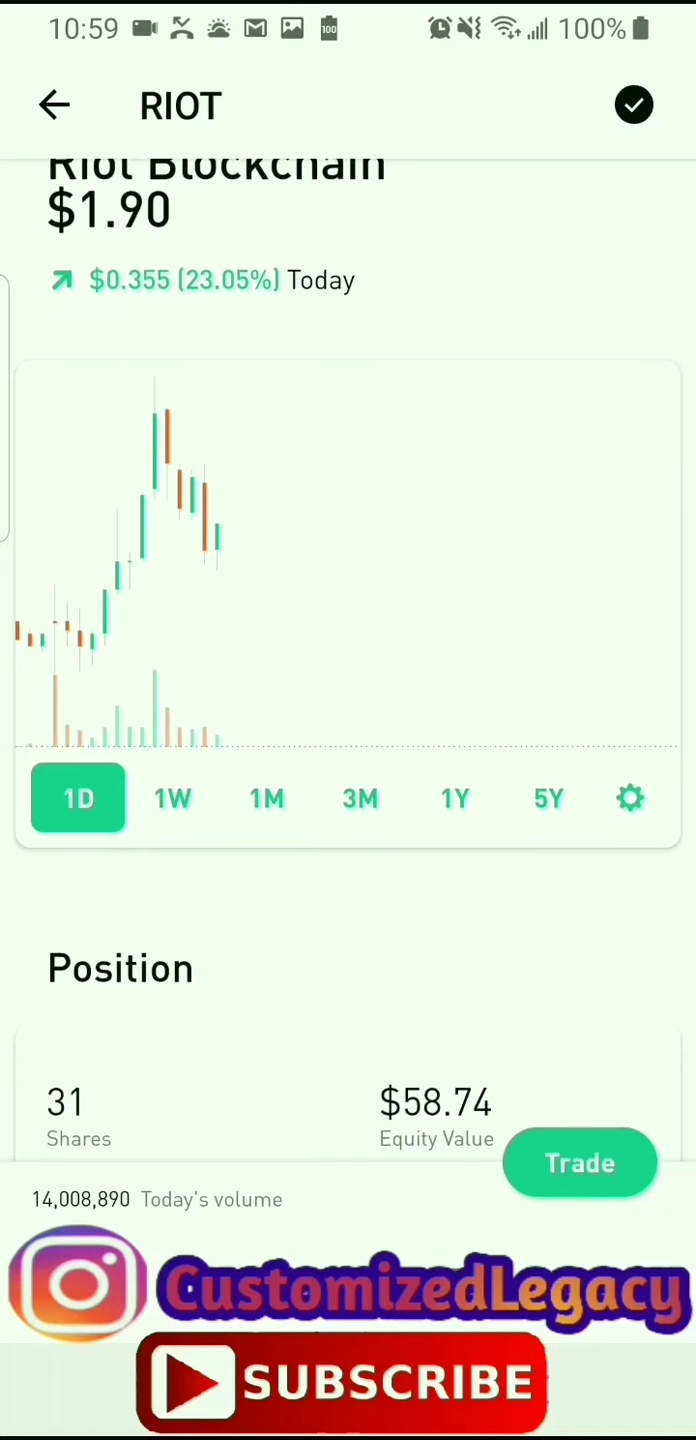 10:59 100 100%
RIOT
Riot Blockchain
$1.90
$0.355 (23.05%) Today
1D 1W 1M 3M 1Y 5Y
Position
31 $58.74
Shares Equity Value
Trade
14,008,890 Today's volume
CustomizedLegacy
SUBSCRIBE